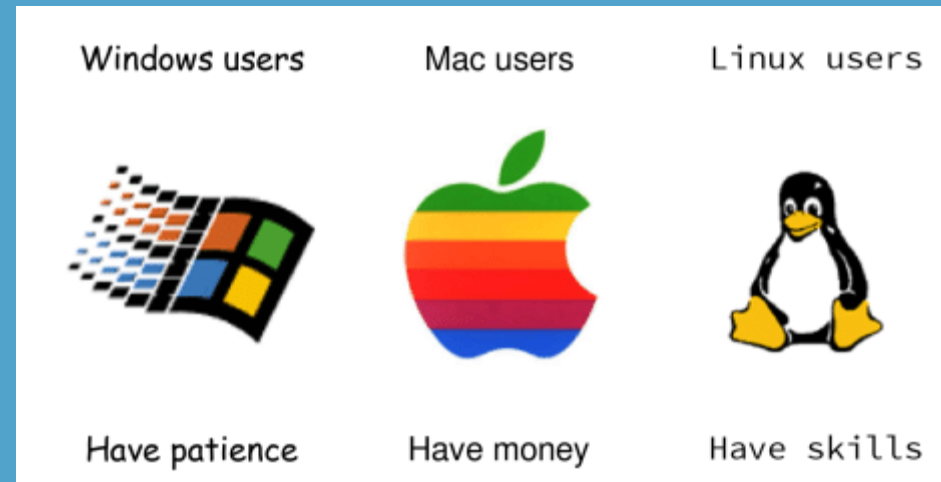 Windows users
Mac users
Linux users
Have patience
Have money
Have skills